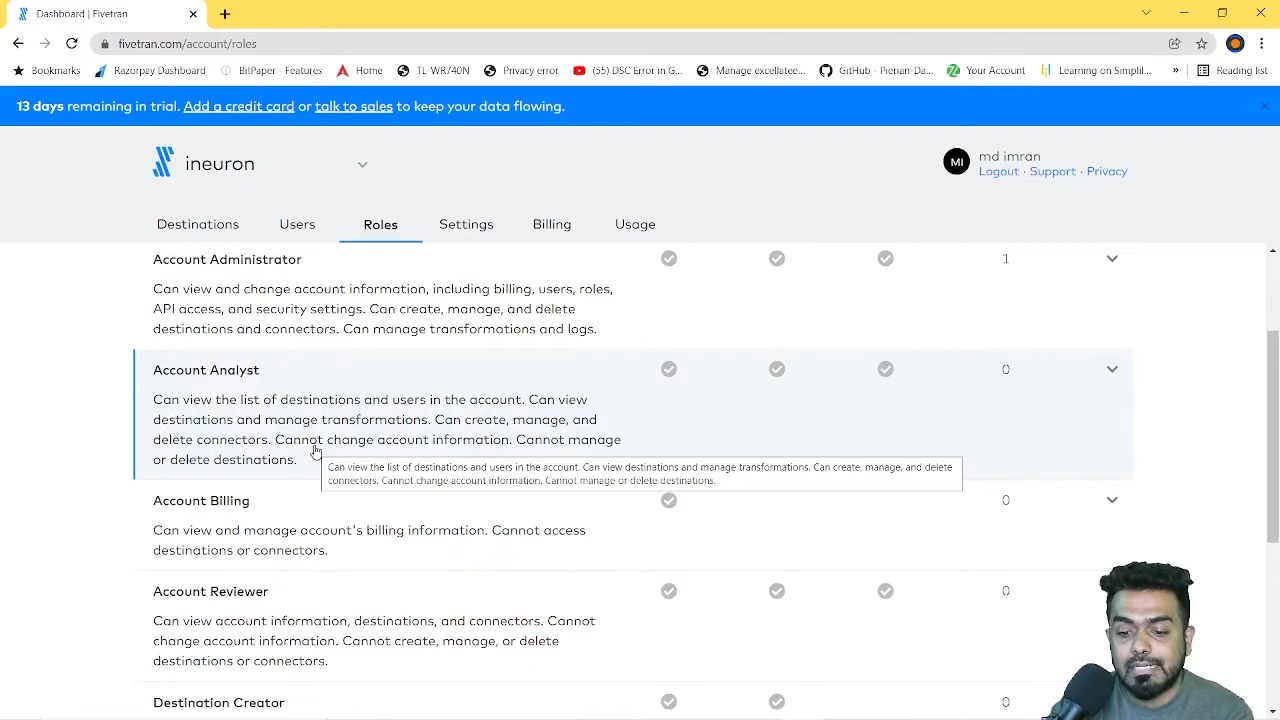 Dashboard | Fivetran
fivetran.com/account/roles
Bookmarks
Razorpay Dashboard
BitPaper - Features
Home
TL-WR740N
Privacy error
(55) DSC Error in G...
Manage excellatee...
GitHub - Pierian-Da...
Your Account
Learning on Simplil...
»
Reading list
13 days remaining in trial. Add a credit card or talk to sales to keep your data flowing.
ineuron
MI
md imran
Logout · Support · Privacy
Destinations
Users
Roles
Settings
Billing
Usage
Account Administrator
1
Can view and change account information, including billing, users, roles,
API access, and security settings. Can create, manage, and delete
destinations and connectors. Can manage transformations and logs.
Account Analyst
0
Can view the list of destinations and users in the account. Can view
destinations and manage transformations. Can create, manage, and
delete connectors. Cannot change account information. Cannot manage
or delete destinations.
Can view the list of destinations and users in the account. Can view destinations and manage transformations. Can create, manage, and delete
connectors. Cannot change account information. Cannot manage or delete destinations.
Account Billing
0
Can view and manage account's billing information. Cannot access
destinations or connectors.
Account Reviewer
0
Can view account information, destinations, and connectors. Cannot
change account information. Cannot create, manage, or delete
destinations or connectors.
Destination Creator
0